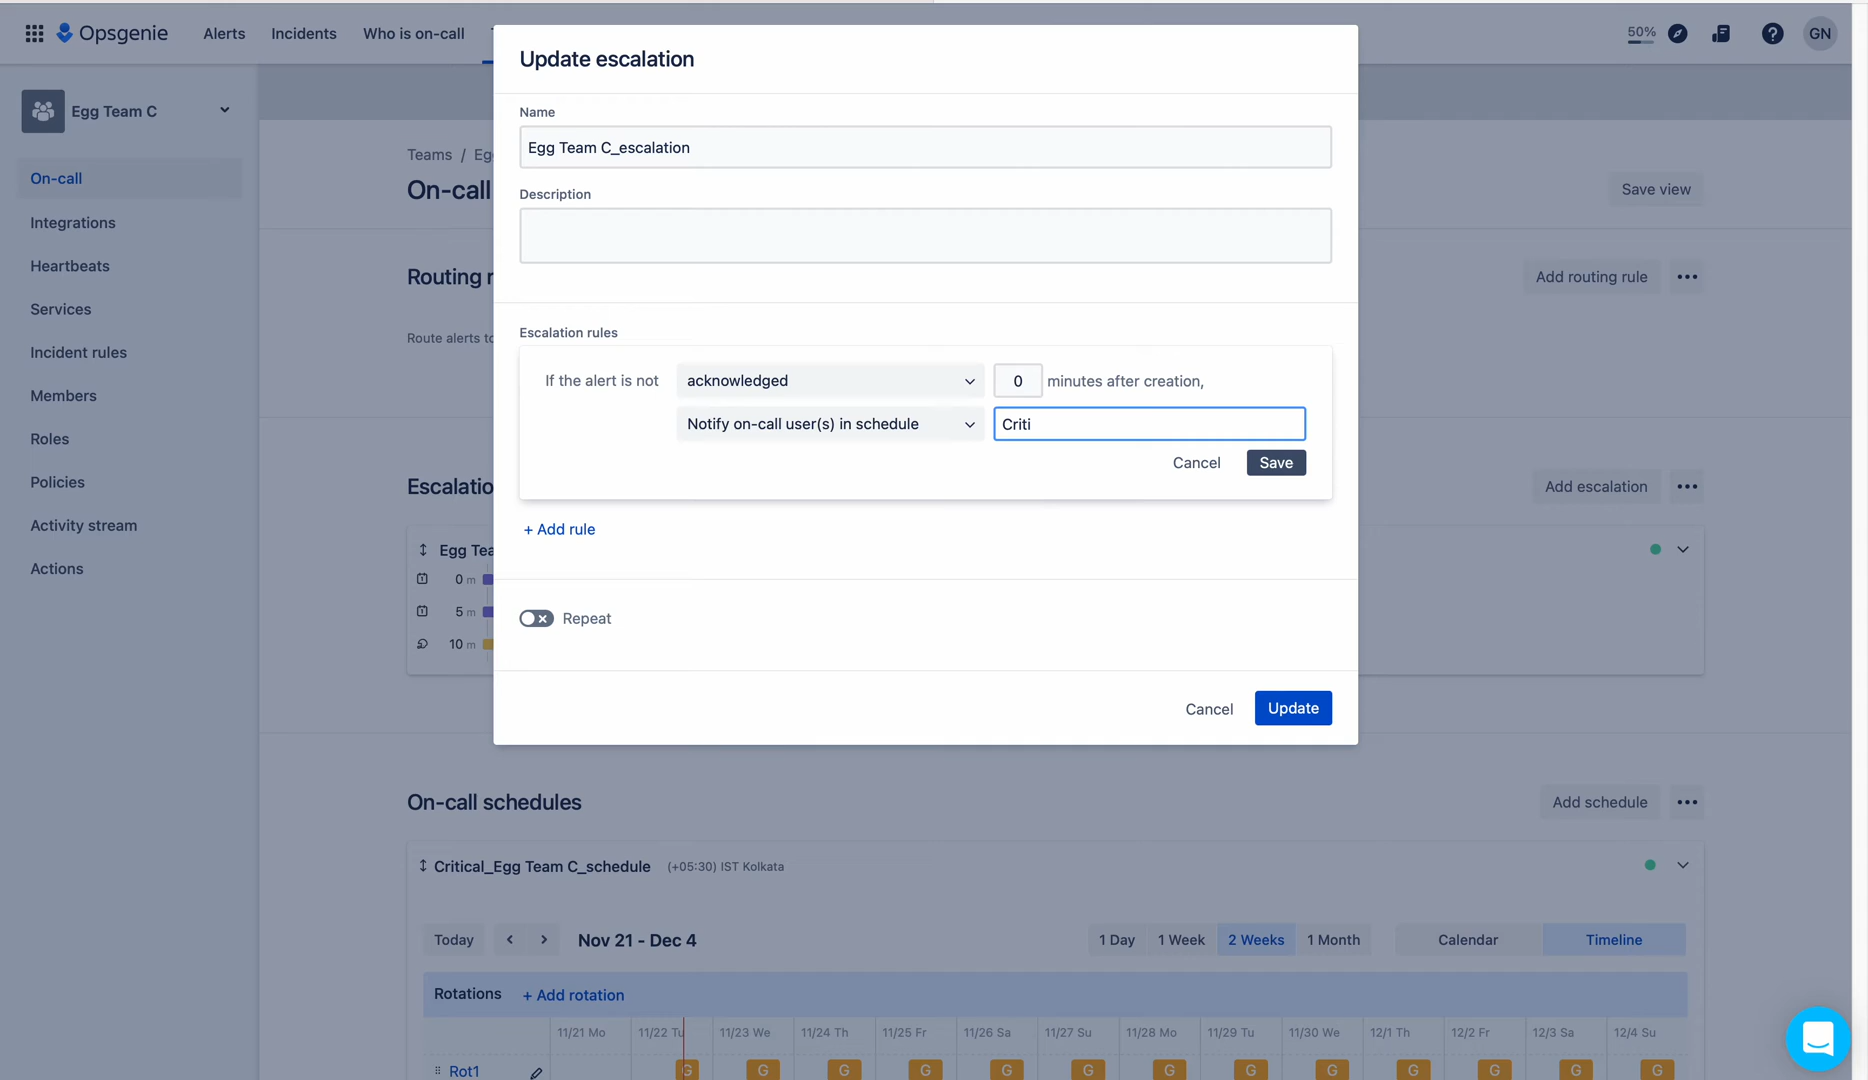 Opsgenie
Alerts
Incidents
Who is on-call
50%
GN
Egg Team C
On-call
Integrations
Heartbeats
Services
Incident rules
Members
Roles
Policies
Activity stream
Actions
Teams /
On-call
Save view
Routing
Add routing rule
Route alerts
Add escalation
0 m
5 m
10 m
Update escalation
Name
Egg Team C_escalation
Description
Escalation rules
If the alert is not acknowledged 0 minutes after creation,
Notify on-call user(s) in schedule Criti
Cancel Save
+ Add rule
Repeat
Cancel Update
On-call schedules
Add schedule
Critical_Egg Team C_schedule (+05:30) IST Kolkata
Today Nov 21 - Dec 4 1 Day 1 Week 2 Weeks 1 Month Calendar Timeline
Rotations + Add rotation
11/21 Mo 11/22 Tu 11/23 We 11/24 Th 11/25 Fr 11/26 Sa 11/27 Su 11/28 Mo 11/29 Tu 11/30 We 12/1 Th 12/2 Fr 12/3 Sa 12/4 Su
Rot1 G G G G G G G G G G G G G